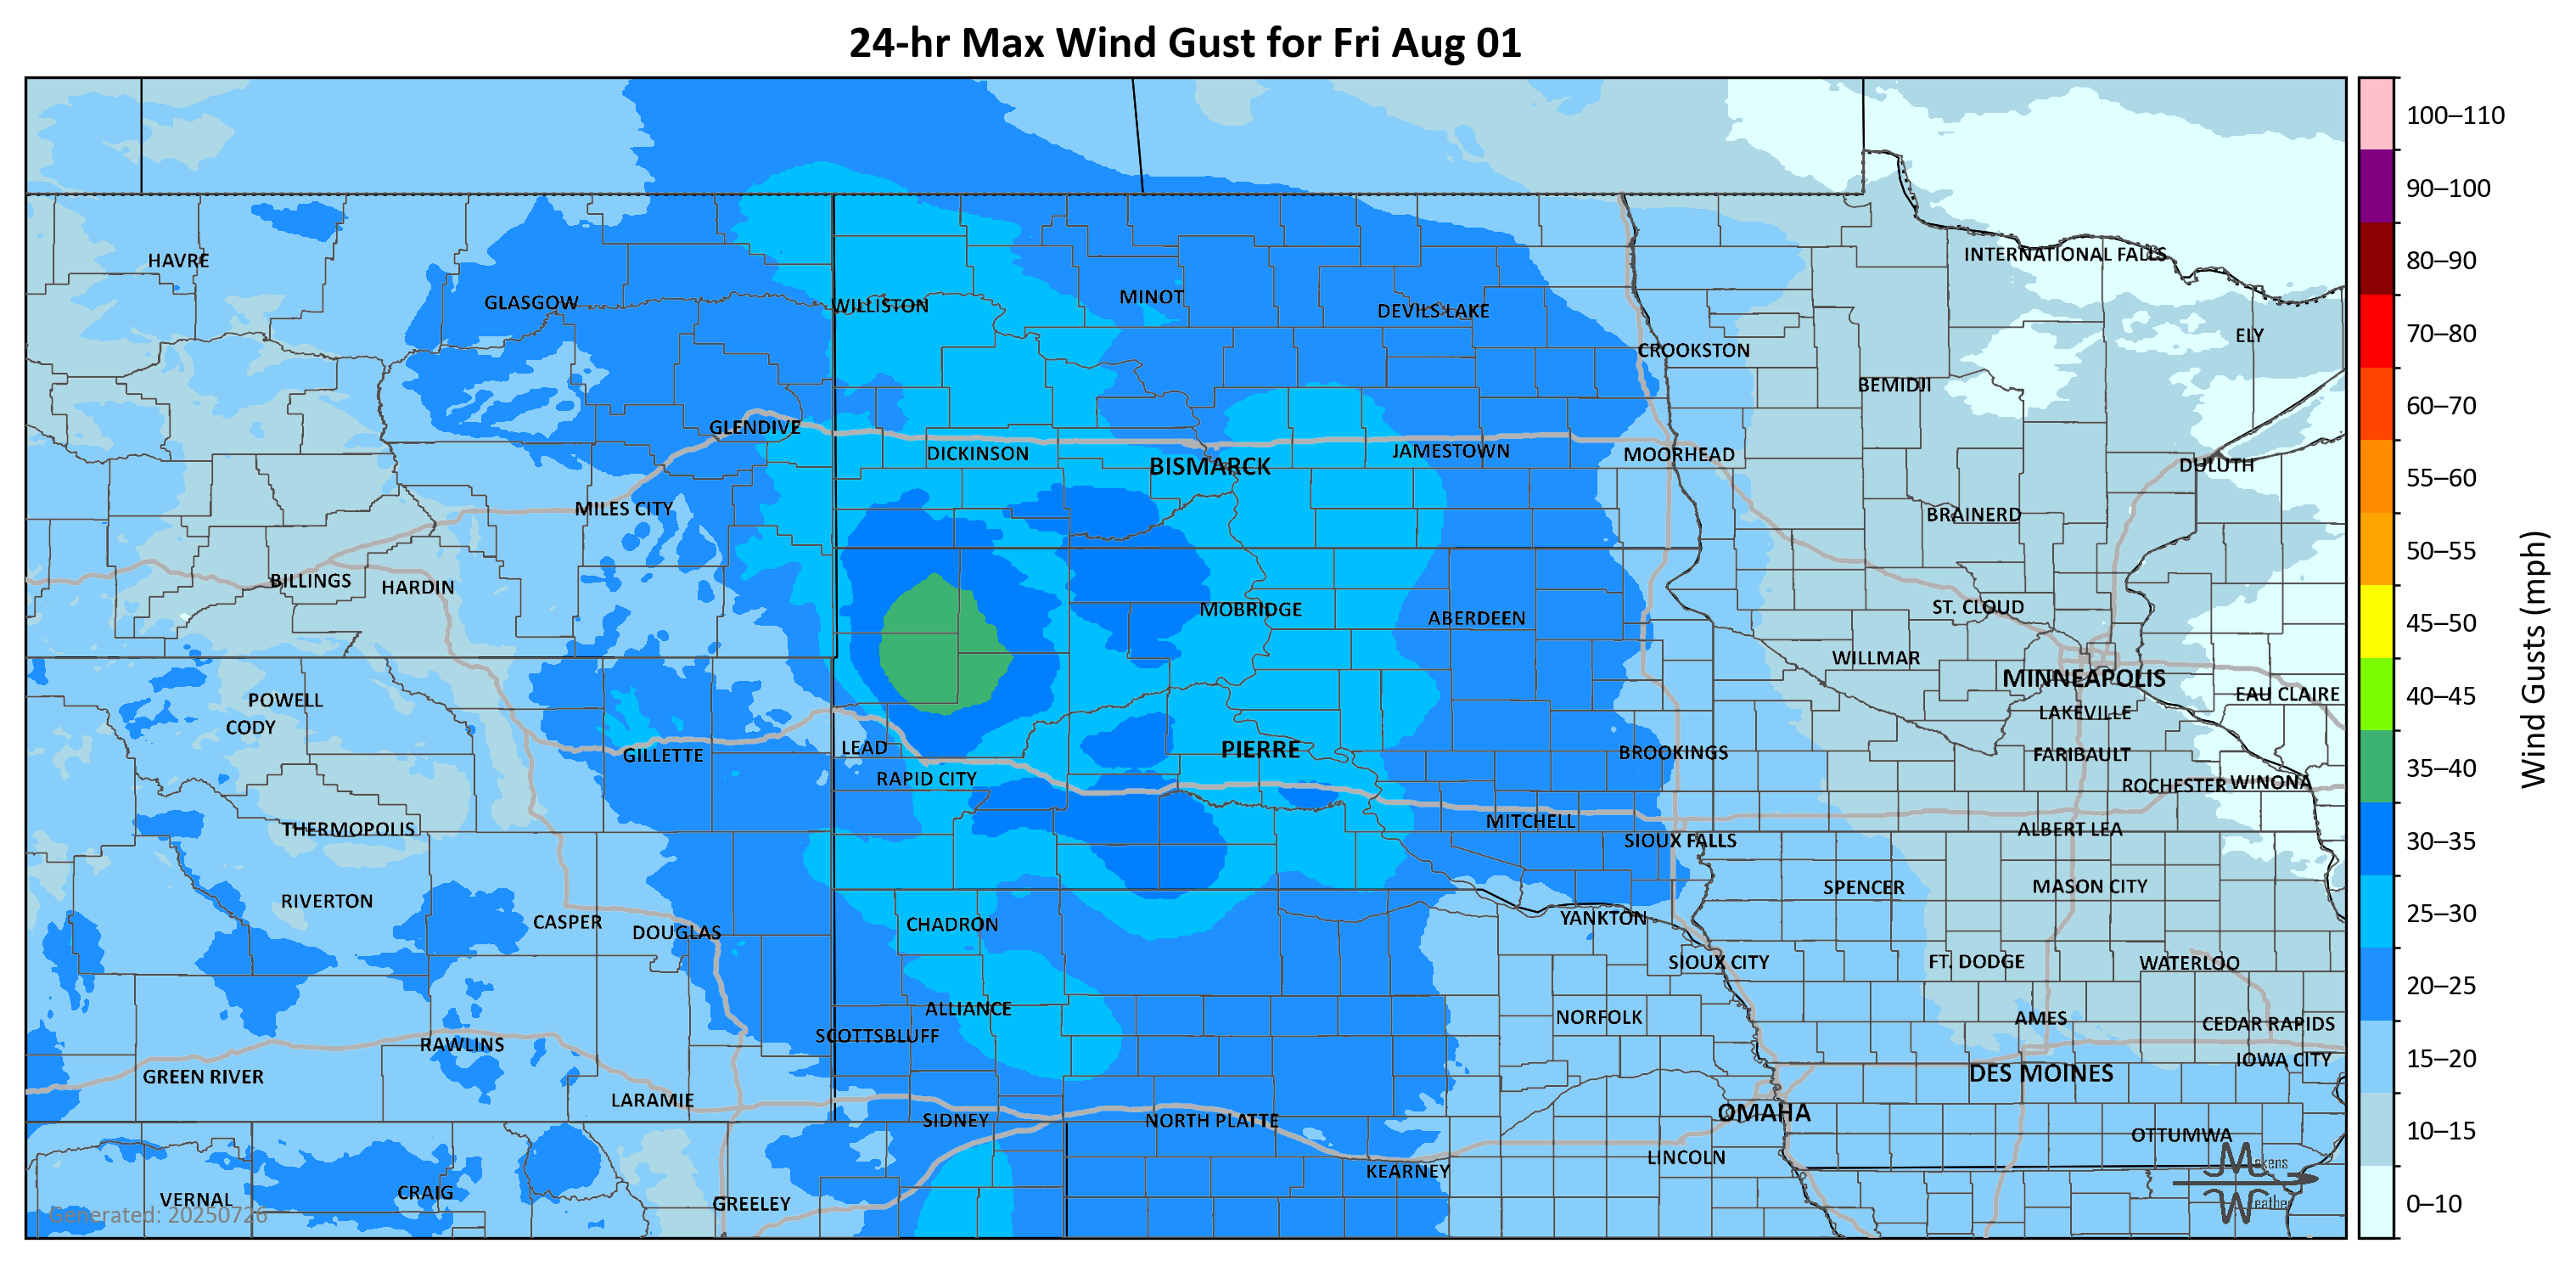 24-hr Max Wind Gust for Fri Aug 01
100–110
90–100
80–90
70–80
60–70
55–60
50–55
45–50
40–45
35–40
30–35
25–30
20–25
15–20
10–15
0–10
Wind Gusts (mph)
HAVRE
INTERNATIONAL FALLS
GLASGOW
WILLISTON
MINOT
DEVILS LAKE
ELY
CROOKSTON
BEMIDJI
GLENDIVE
DICKINSON
BISMARCK
JAMESTOWN
MOORHEAD
DULUTH
MILES CITY
BRAINERD
BILLINGS
HARDIN
MOBRIDGE
ABERDEEN
ST. CLOUD
WILLMAR
MINNEAPOLIS
POWELL
EAU CLAIRE
CODY
LAKEVILLE
GILLETTE
LEAD
PIERRE
BROOKINGS
FARIBAULT
RAPID CITY
ROCHESTER
WINONA
THERMOPOLIS
MITCHELL
ALBERT LEA
SIOUX FALLS
RIVERTON
SPENCER
MASON CITY
CASPER
DOUGLAS
CHADRON
YANKTON
SIOUX CITY
FT. DODGE
WATERLOO
ALLIANCE
NORFOLK
AMES
CEDAR RAPIDS
SCOTTSBLUFF
RAWLINS
IOWA CITY
GREEN RIVER
DES MOINES
LARAMIE
OMAHA
SIDNEY
NORTH PLATTE
OTTUMWA
LINCOLN
KEARNEY
VERNAL
CRAIG
GREELEY
Generated: 20250726
Makens
Weather